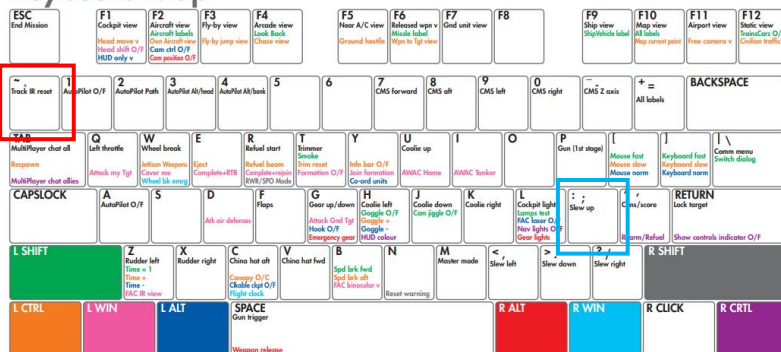 ESC
End Mission
F1
Cockpit view
Head move v
Head shift O/F
HUD only v
F2
Aircraft view
Aircraft labels
Own Aircraft view
Cam ctrl O/F
Cam position O/F
F3
Fly-by view
Fly-by jump view
F4
Arcade view
Look Back
Chase view
F5
Near A/C view
Ground hostile
F6
Released wpn v
Missle label
Wpn to Tgt view
F7
Gnd unit view
F8
F9
Ship view
ShipVehicle label
F10
Map view
All labels
Map current point
F11
Airport view
Free camera v
F12
Static view
TrainsCars O/
Civilian traffic
~ `
Track IR reset
1
AutoPilot O/F
2
AutoPilot Path
3
AutoPilot Alt/head
4
AutoPilot Alt/bank
5
6
7
CMS forward
8
CMS aft
9
CMS left
0
CMS right
_ -
CMS Z axis
+ =
All labels
BACKSPACE
TAB
MultiPlayer chat all
Respawn
MultiPlayer chat allies
Q
Left throttle
Attack my Tgt
W
Wheel break
Jettison Weapons
Cover me
Wheel bk emrg
E
Eject
Complete+RTB
R
Refuel start
Refuel boom
Complete+rejoin
RWR/SPO Mode
T
Trimmer
Smoke
Trim reset
Formation O/F
Y
Info bar O/F
Join formation
Co-ord units
U
Coolie up
AWAC Home
I
AWAC Tanker
O
P
Gun (1st stage)
[
Mouse fast
Mouse slow
Mouse norm
]
Keyboard fast
Keyboard slow
Keyboard norm
| \
Comm menu
Switch dialog
CAPSLOCK
A
AutoPilot O/F
S
D
Atk air defenses
F
Flaps
G
Gear up/down
Attack Gnd Tgt
Hook O/F
Emergency gear
H
Coolie left
Goggle O/F
Goggle +
Goggle -
HUD colour
J
Coolie down
Cam jiggle O/F
K
Coolie right
L
Cockpit light
Lamps test
FAC laser O/
Nav lights O/
Gear lights
: ;
Slew up
" '
ms/score
arm/Refuel
RETURN
Lock target
Show controls indicator O/F
L SHIFT
Z
Rudder left
Time = 1
Time +
Time -
FAC IR view
X
Rudder right
C
China hat aft
Canopy O/C
Clkable ckpt O/F
Flight clock
V
China hat fwd
B
Spd brk fwd
Spd brk aft
FAC binocular v
N
Reset warning
M
Master mode
< ,
Slew left
> .
Slew down
? /
Slew right
R SHIFT
L CTRL
L WIN
L ALT
SPACE
Gun trigger
Weapon release
R ALT
R WIN
R CLICK
R CRTL